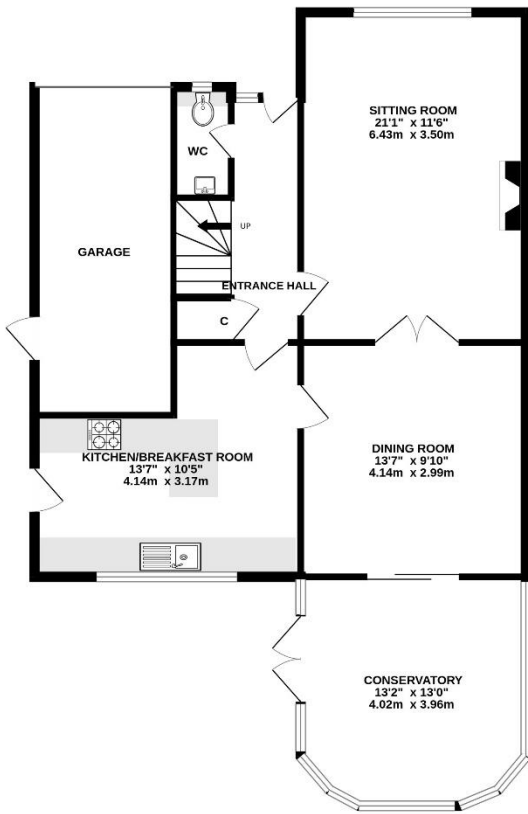 SITTING ROOM
21'1" x 11'6"
6.43m x 3.50m
WC
GARAGE
UP
ENTRANCE HALL
C
KITCHEN/BREAKFAST ROOM
13'7" x 10'5"
4.14m x 3.17m
DINING ROOM
13'7" x 9'10"
4.14m x 2.99m
CONSERVATORY
13'2" x 13'0"
4.02m x 3.96m